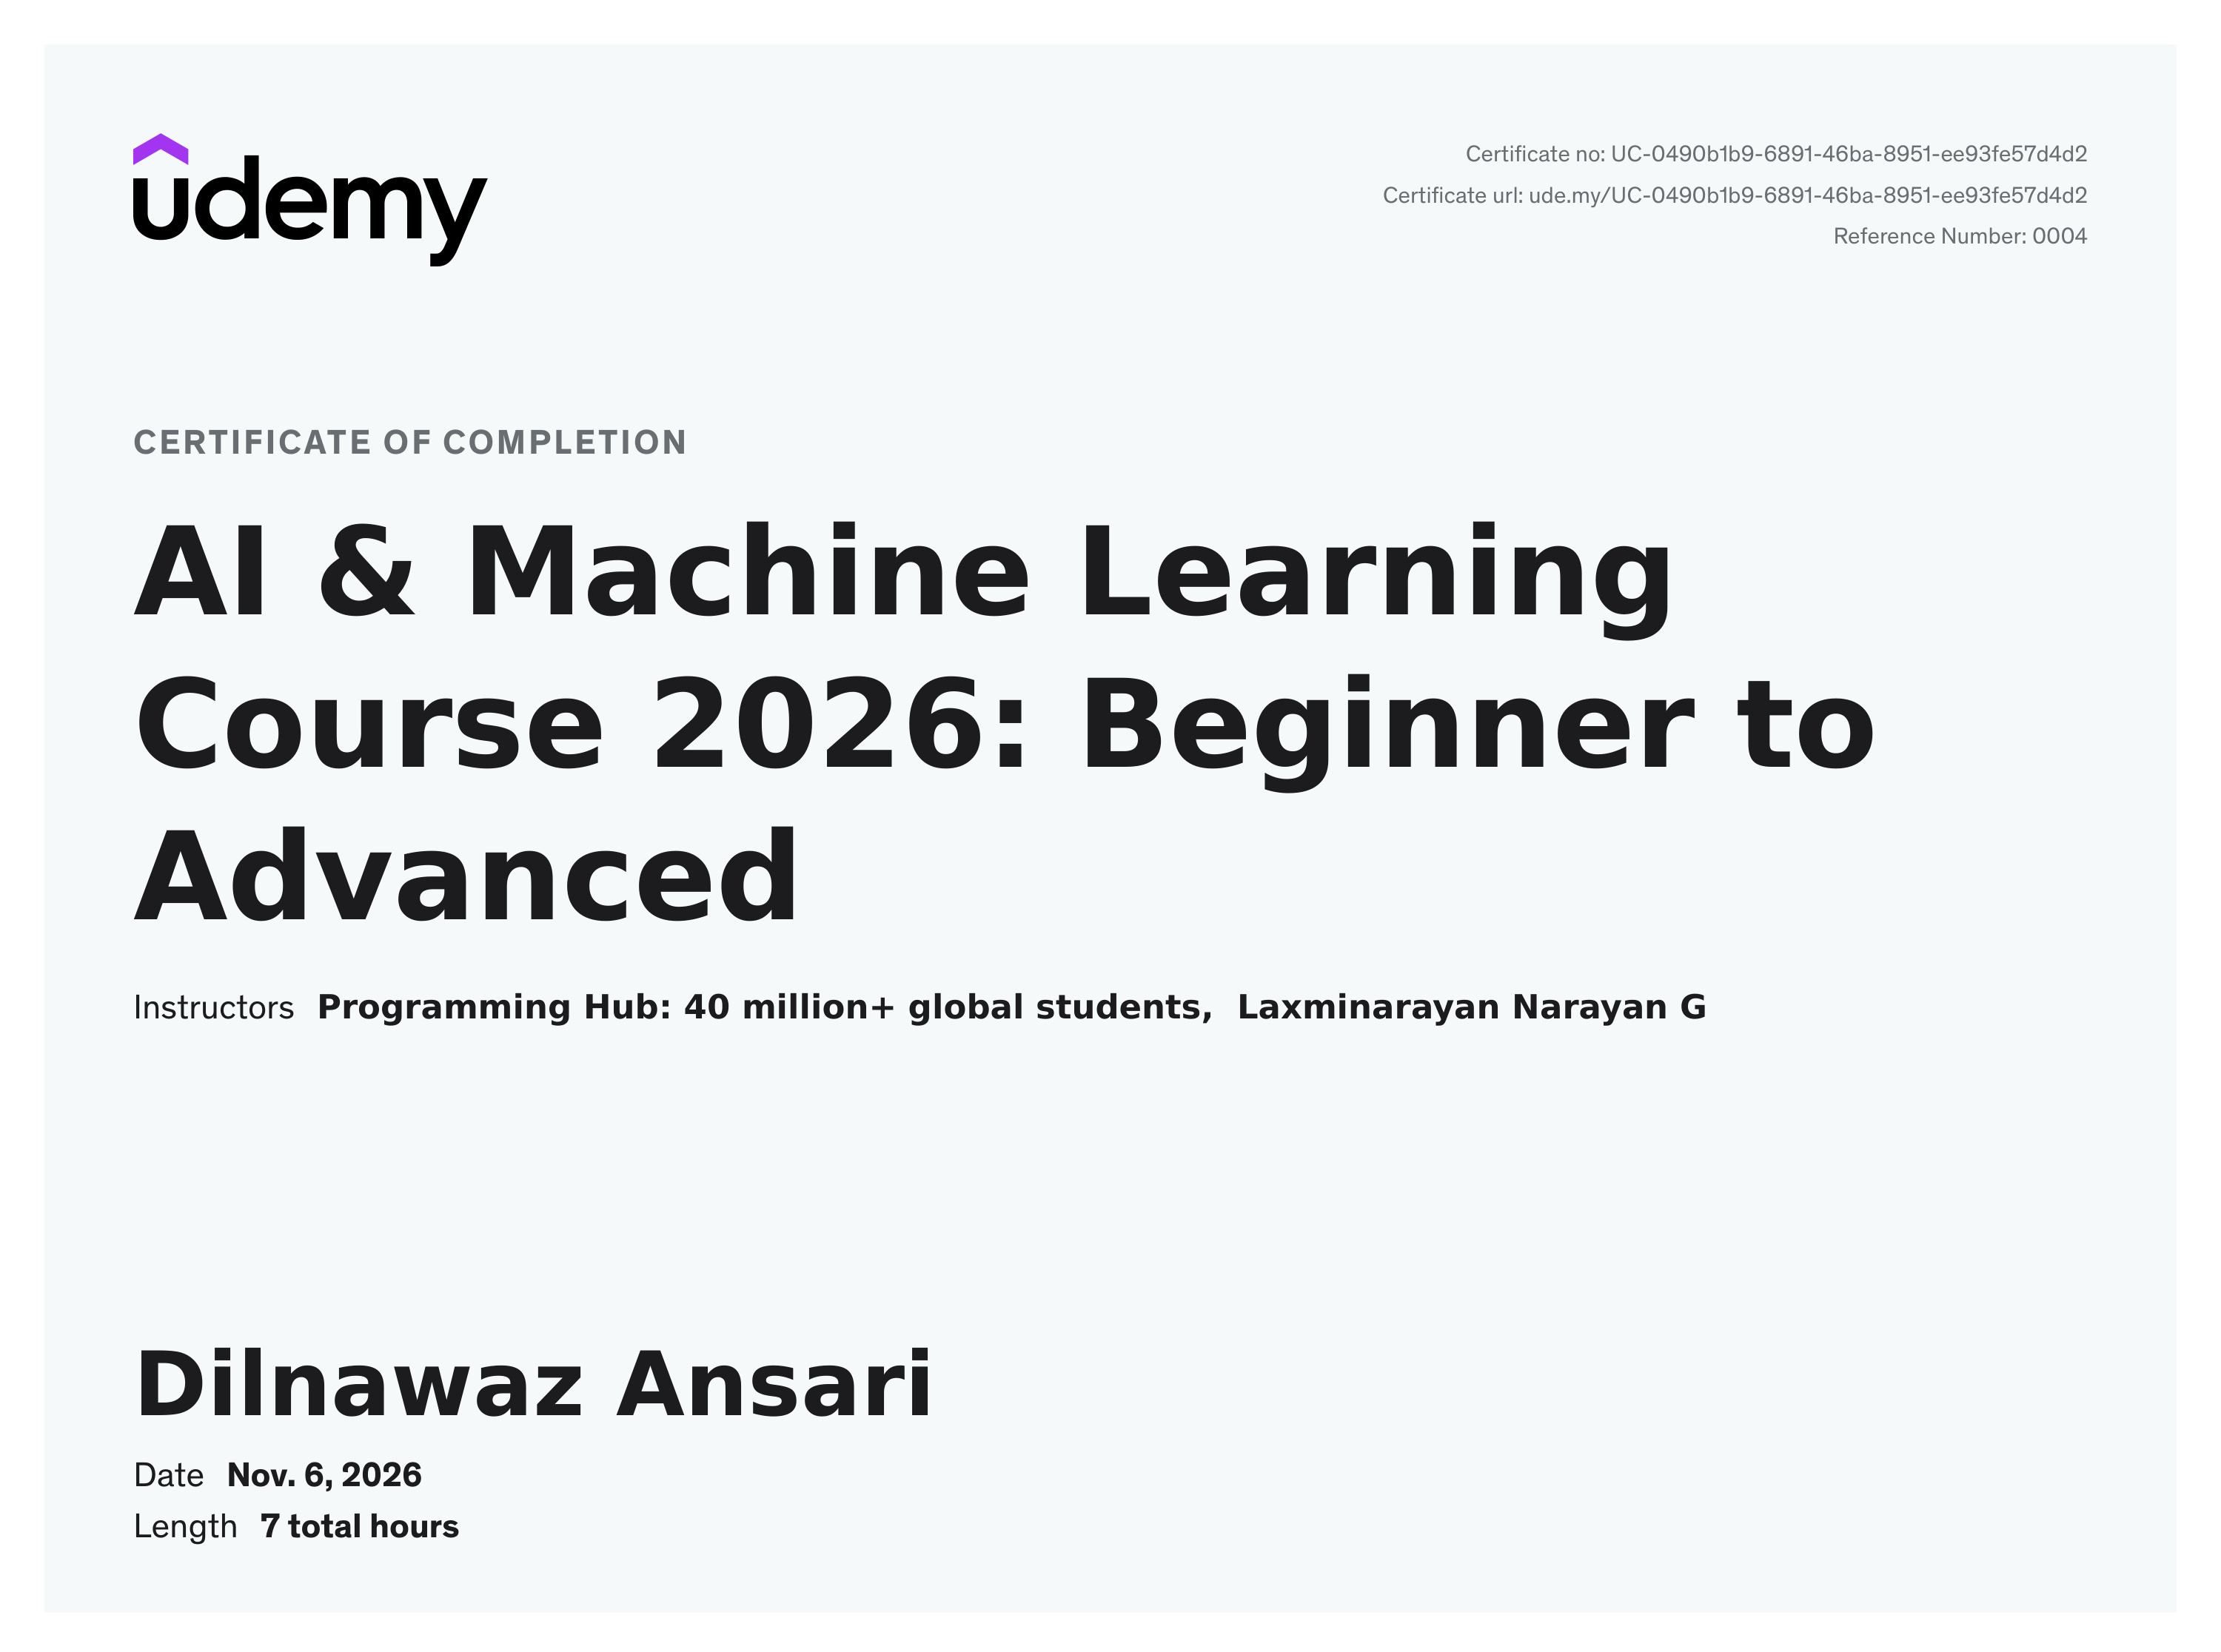 udemy
Certificate no: UC-0490b1b9-6891-46ba-8951-ee93fe57d4d2
Certificate url: ude.my/UC-0490b1b9-6891-46ba-8951-ee93fe57d4d2
Reference Number: 0004
CERTIFICATE OF COMPLETION
AI & Machine Learning
Course 2026: Beginner to
Advanced
Instructors Programming Hub: 40 million+ global students, Laxminarayan Narayan G
Dilnawaz Ansari
Date Nov. 6, 2026
Length 7 total hours